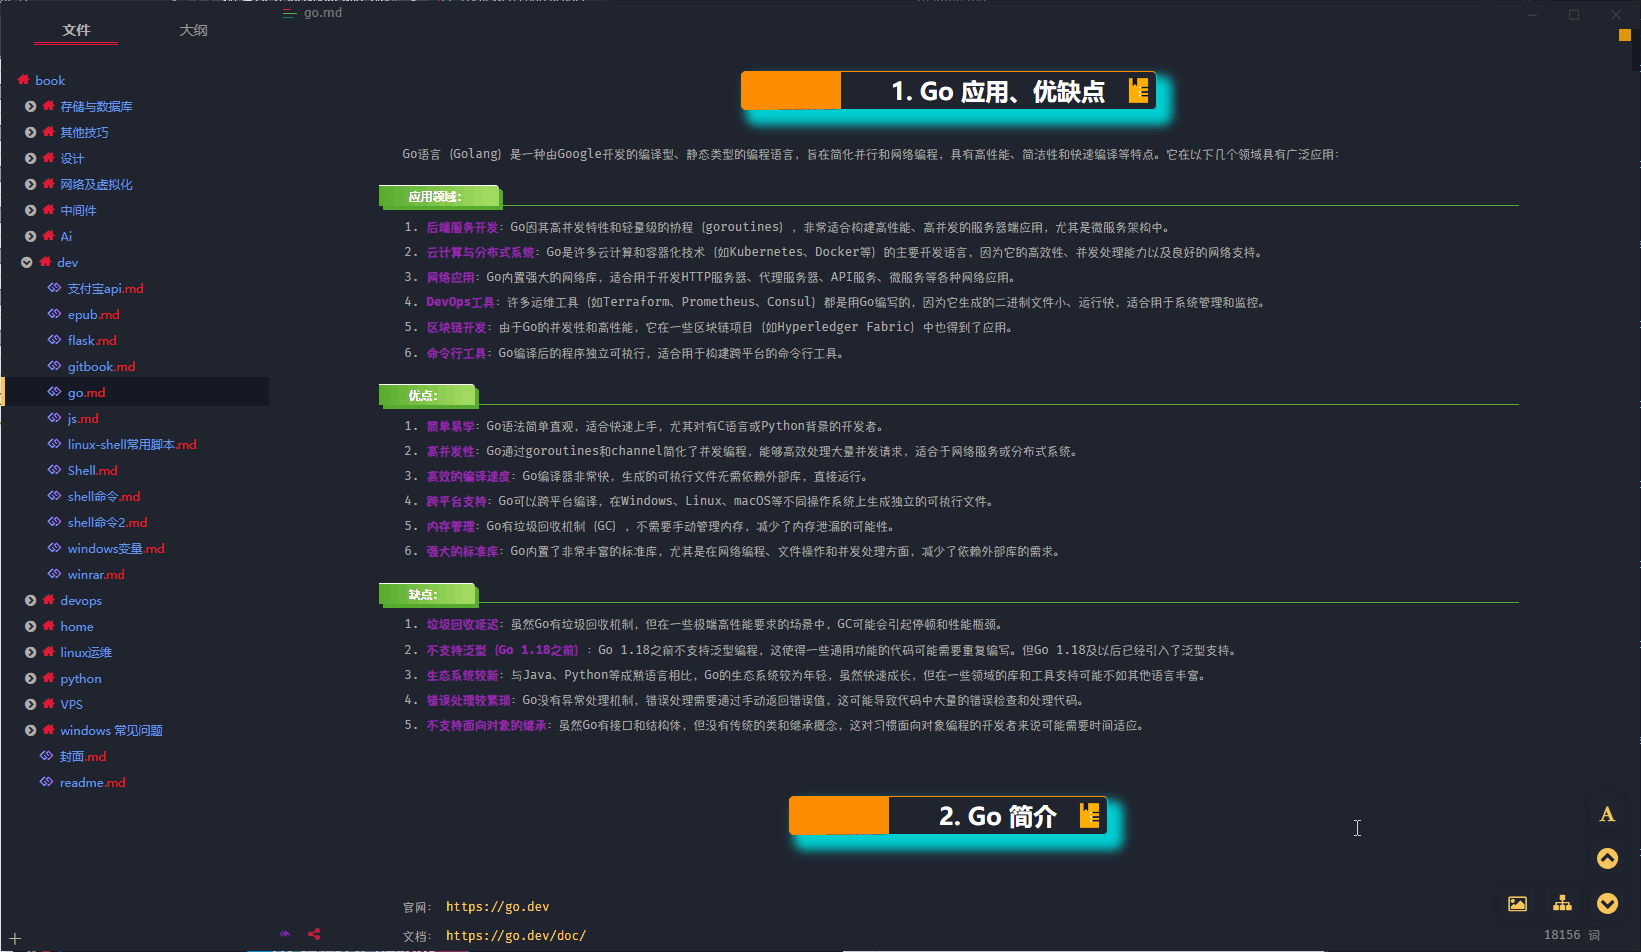 go.md
文件
大纲
book
存储与数据库
其他技巧
设计
网络及虚拟化
中间件
Ai
dev
支付宝api.md
epub.md
flask.md
gitbook.md
go.md
js.md
linux-shell常用脚本.md
Shell.md
shell命令.md
shell命令2.md
windows变量.md
winrar.md
devops
home
linux运维
python
VPS
windows 常见问题
封面.md
readme.md
1. Go 应用、优缺点
Go语言（Golang）是一种由Google开发的编译型、静态类型的编程语言，旨在简化并行和网络编程，具有高性能、简洁性和快速编译等特点。它在以下几个领域具有广泛应用：
应用领域：
1. 后端服务开发：Go因其高并发特性和轻量级的协程（goroutines），非常适合构建高性能、高并发的服务器端应用，尤其是微服务架构中。
2. 云计算与分布式系统：Go是许多云计算和容器化技术（如Kubernetes、Docker等）的主要开发语言，因为它的高效性、并发处理能力以及良好的网络支持。
3. 网络应用：Go内置强大的网络库，适合用于开发HTTP服务器、代理服务器、API服务、微服务等各种网络应用。
4. DevOps工具：许多运维工具（如Terraform、Prometheus、Consul）都是用Go编写的，因为它生成的二进制文件小、运行快，适合用于系统管理和监控。
5. 区块链开发：由于Go的并发性和高性能，它在一些区块链项目（如Hyperledger Fabric）中也得到了应用。
6. 命令行工具：Go编译后的程序独立可执行，适合用于构建跨平台的命令行工具。
优点：
1. 简单易学：Go语法简单直观，适合快速上手，尤其对有C语言或Python背景的开发者。
2. 高并发性：Go通过goroutines和channel简化了并发编程，能够高效处理大量并发请求，适合于网络服务或分布式系统。
3. 高效的编译速度：Go编译器非常快，生成的可执行文件无需依赖外部库，直接运行。
4. 跨平台支持：Go可以跨平台编译，在Windows、Linux、macOS等不同操作系统上生成独立的可执行文件。
5. 内存管理：Go有垃圾回收机制（GC），不需要手动管理内存，减少了内存泄漏的可能性。
6. 强大的标准库：Go内置了非常丰富的标准库，尤其是在网络编程、文件操作和并发处理方面，减少了依赖外部库的需求。
缺点：
1. 垃圾回收延迟：虽然Go有垃圾回收机制，但在一些极端高性能要求的场景中，GC可能会引起停顿和性能瓶颈。
2. 不支持泛型（Go 1.18之前）：Go 1.18之前不支持泛型编程，这使得一些通用功能的代码可能需要重复编写。但Go 1.18及以后已经引入了泛型支持。
3. 生态系统较新：与Java、Python等成熟语言相比，Go的生态系统较为年轻，虽然快速成长，但在一些领域的库和工具支持可能不如其他语言丰富。
4. 错误处理较繁琐：Go没有异常处理机制，错误处理需要通过手动返回错误值，这可能导致代码中大量的错误检查和处理代码。
5. 不支持面向对象的继承：虽然Go有接口和结构体，但没有传统的类和继承概念，这对习惯面向对象编程的开发者来说可能需要时间适应。
2. Go 简介
官网： https://go.dev
文档： https://go.dev/doc/
A
18156 词